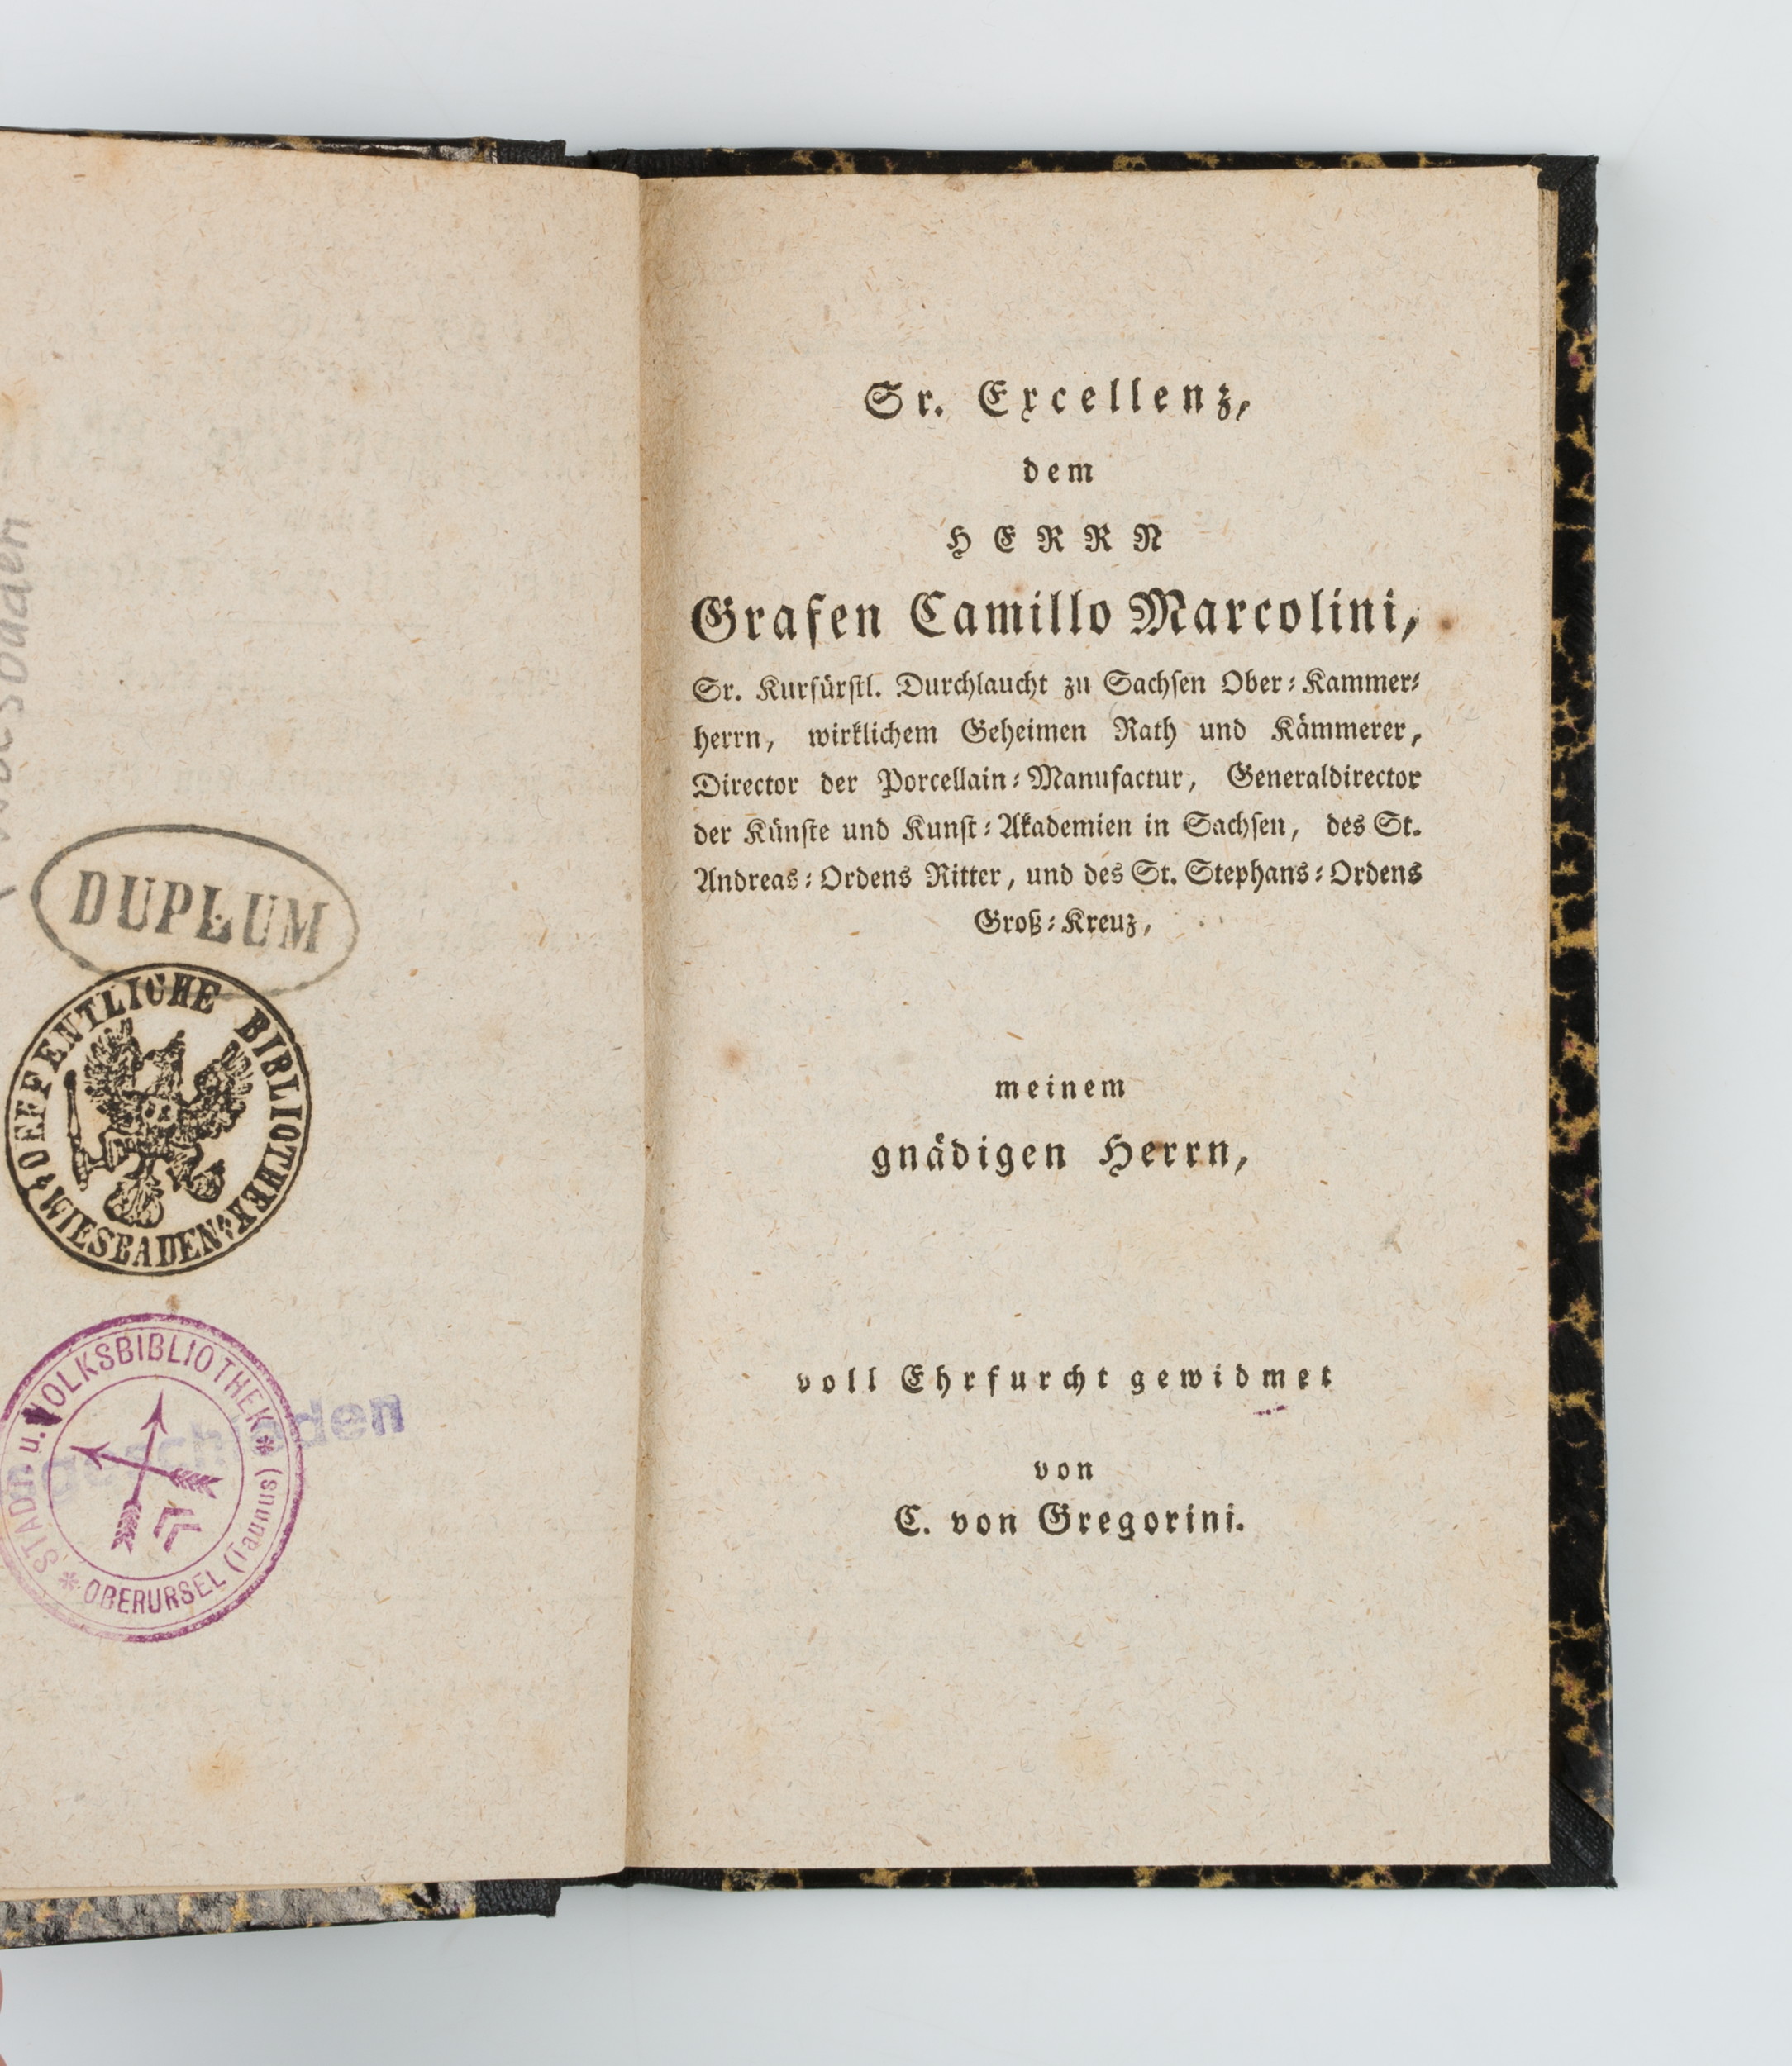 DUPLUM
OEFFENTLICHE BIBLIOTHEK
WIESBADEN
STADT- u. VOLKSBIBLIOTHEK
OBERURSEL (Taunus)
Sr. Excellenz,
dem
HERRN
Grafen Camillo Marcolini,
Sr. Kurfürstl. Durchlaucht zu Sachsen Ober-Kammer-
herrn, wirklichem Geheimen Rath und Kämmerer,
Director der Porcellain-Manufactur, Generaldirector
der Künste und Kunst-Akademien in Sachsen, des St.
Andreas-Ordens Ritter, und des St. Stephans-Ordens
Groß-Kreuz,
meinem
gnädigen Herrn,
voll Ehrfurcht gewidmet
von
C. von Gregorini.